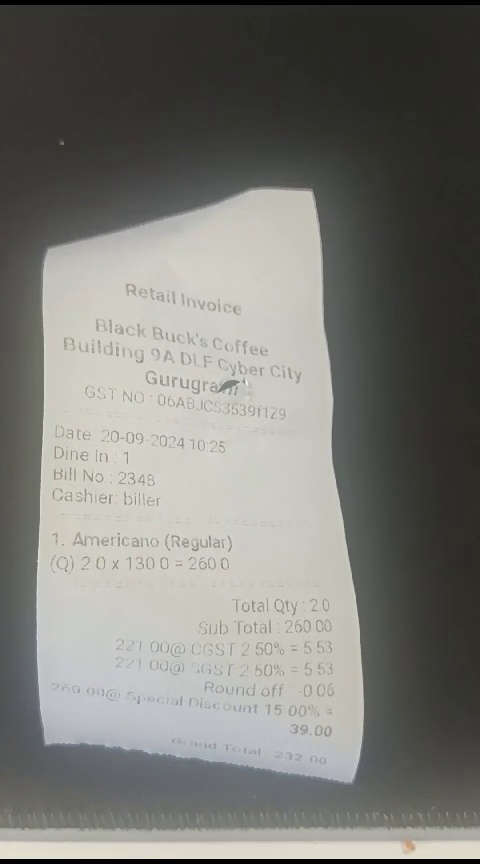 Retail Invoice
Black Buck's Coffee
Building 9A DLF Cyber City
Gurugram
GST NO : 06ABJCS3539f1Z9
Date: 20-09-2024 10:25
Dine In : 1
Bill No : 2348
Cashier: biller
1. Americano (Regular)
(Q) 2.0 x 130.0 = 260.0
Total Qty : 2.0
Sub Total : 260.00
221.00@ CGST 2.50% = 5.53
221.00@ SGST 2.50% = 5.53
Round off -0.06
260.00@ Special Discount 15.00% =
39.00
Grand Total : 232.00